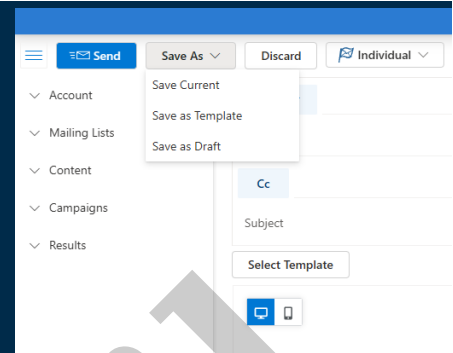 Send
Save As
Discard
Individual
Save Current
Save as Template
Save as Draft
Account
Mailing Lists
Content
Campaigns
Results
Cc
Subject
Select Template